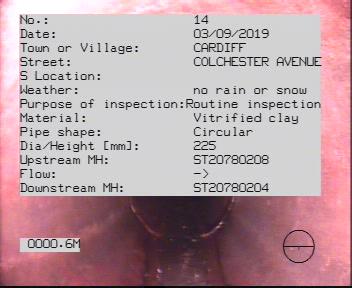 No.: 14
Date: 03/09/2019
Town or Village: CARDIFF
Street: COLCHESTER AVENUE
S Location:
Weather: no rain or snow
Purpose of inspection:Routine inspection
Material: Vitrified clay
Pipe shape: Circular
Dia/Height [mm]: 225
Upstream MH: ST20780208
Flow: ->
Downstream MH: ST20780204
0000.6M